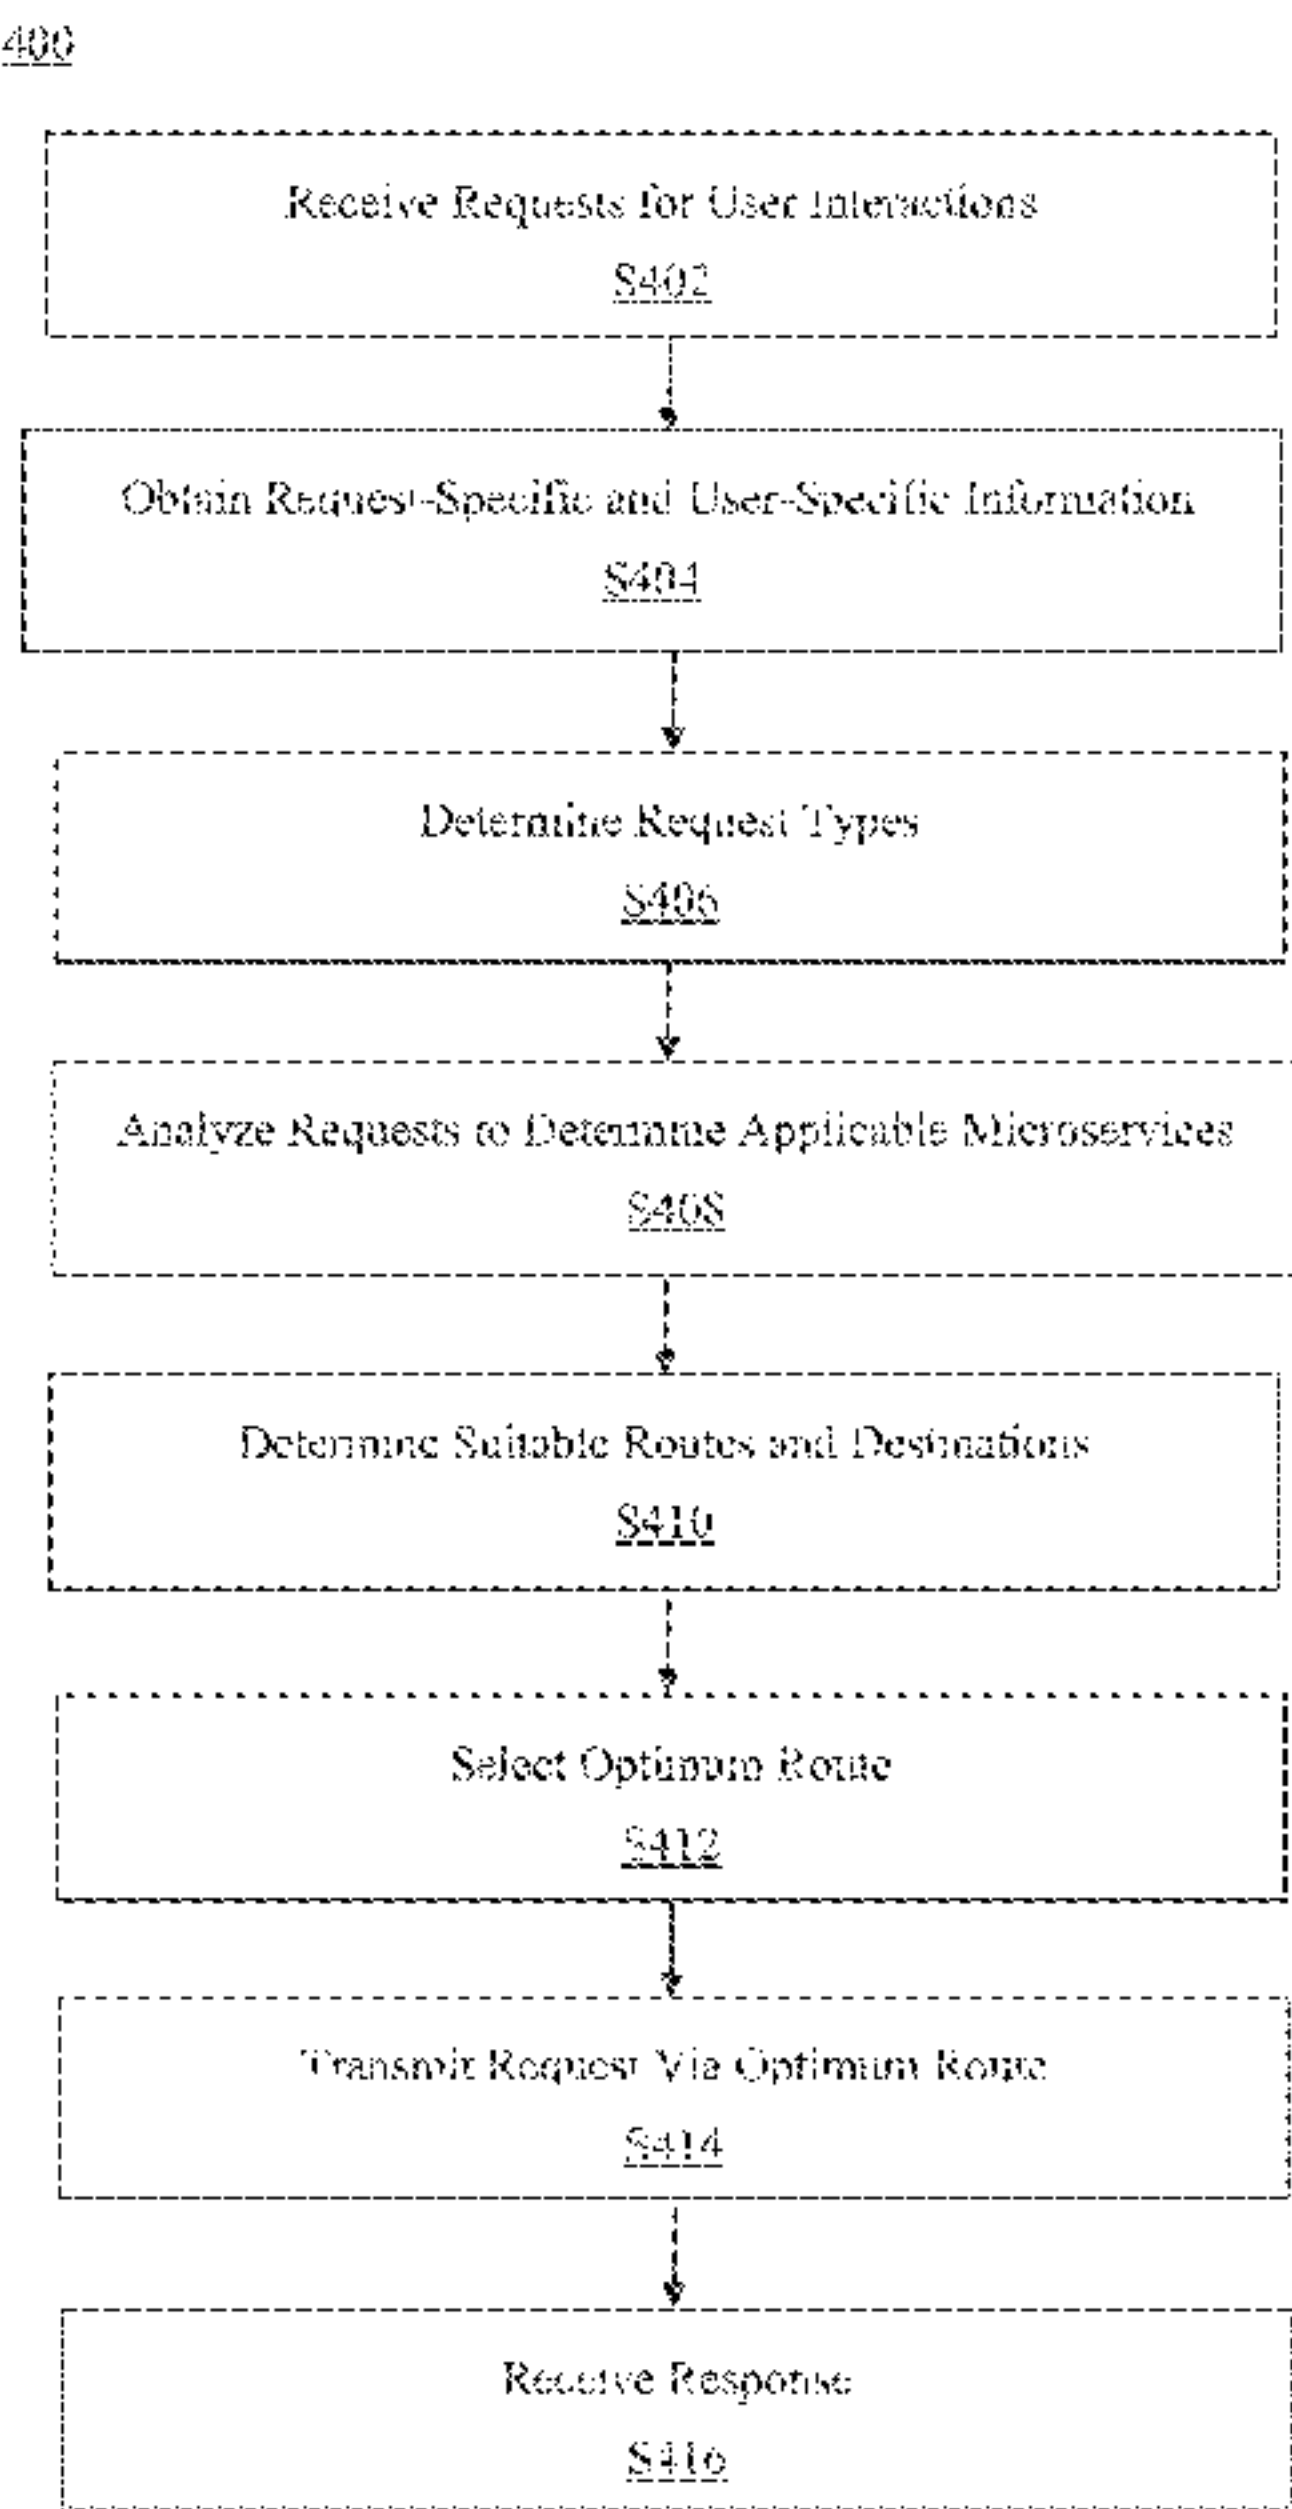 400
Receive Requests for User Interactions
S402
Obtain Request-Specific and User-Specific Information
S404
Determine Request Types
S406
Analyze Requests to Determine Applicable Microservices
S408
Determine Suitable Routes and Destinations
S410
Select Optimum Route
S412
Transmit Request Via Optimum Route
S414
Receive Response
S416